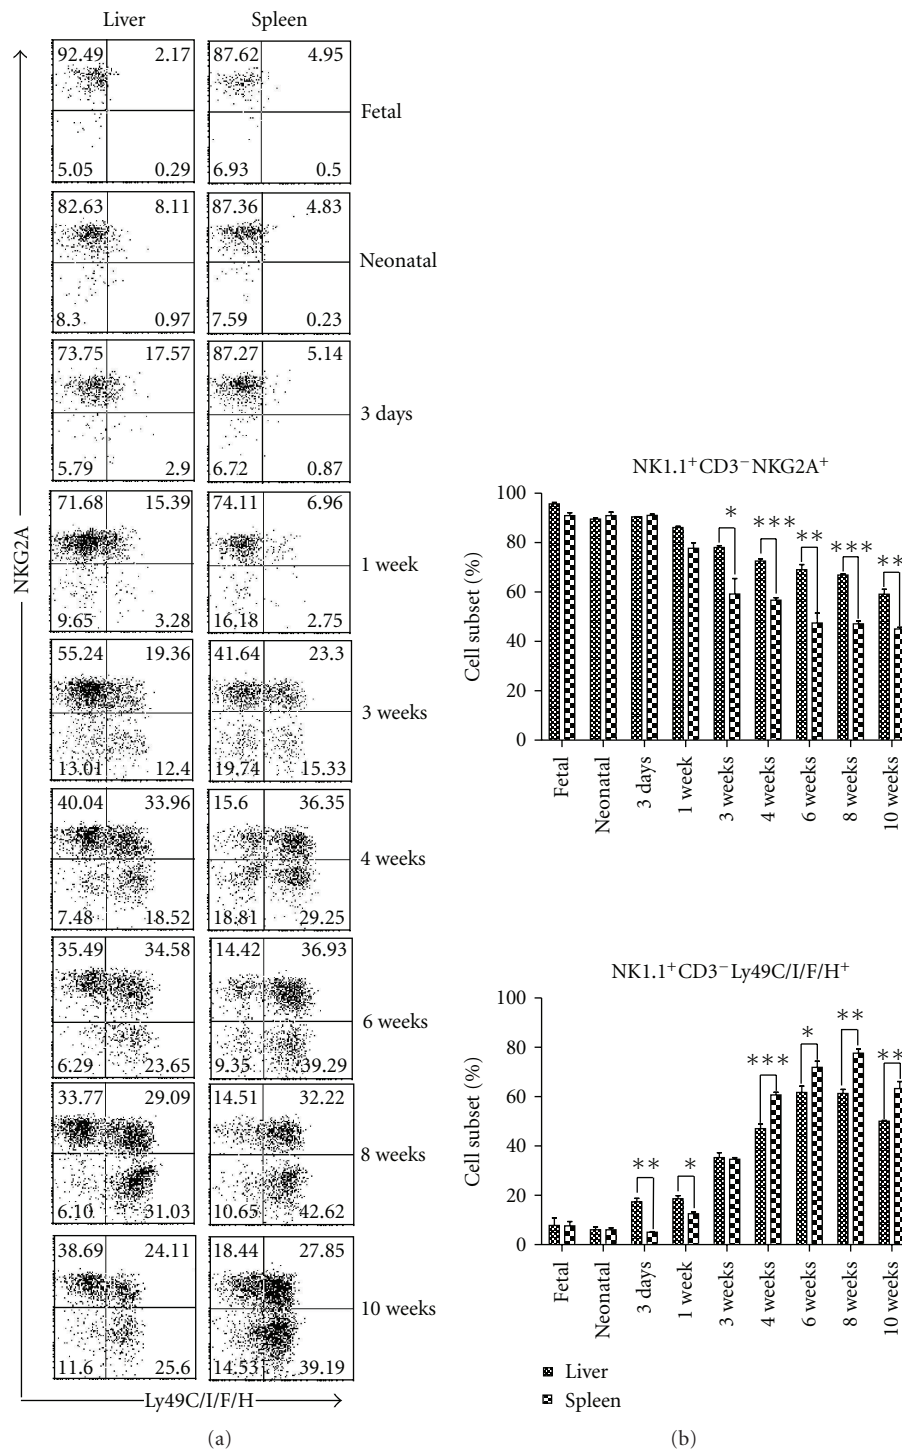 Liver Spleen
92.49 2.17 87.62 4.95
Fetal
5.05 0.29 6.93 0.5
82.63 8.11 87.36 4.83
Neonatal
8.3 0.97 7.59 0.23
73.75 17.57 87.27 5.14
3 days
5.79 2.9 6.72 0.87
71.68 15.39 74.11 6.96
1 week
9.65 3.28 16.18 2.75
55.24 19.36 41.64 23.3
3 weeks
13.01 12.4 19.74 15.33
40.04 33.96 15.6 36.35
4 weeks
7.48 18.52 18.81 29.25
35.49 34.58 14.42 36.93
6 weeks
6.29 23.65 9.35 39.29
33.77 29.09 14.51 32.22
8 weeks
6.10 31.03 10.65 42.62
38.69 24.11 18.44 27.85
10 weeks
11.6 25.6 14.53 39.19
NKG2A
Ly49C/I/F/H
(a)
NK1.1+CD3−NKG2A+
100
80
60
40
20
0
Cell subset (%)
* *** ** *** **
Fetal
Neonatal
3 days
1 week
3 weeks
4 weeks
6 weeks
8 weeks
10 weeks
NK1.1+CD3−Ly49C/I/F/H+
100
80
60
40
20
0
Cell subset (%)
** * *** * ** **
Fetal
Neonatal
3 days
1 week
3 weeks
4 weeks
6 weeks
8 weeks
10 weeks
Liver
Spleen
(b)